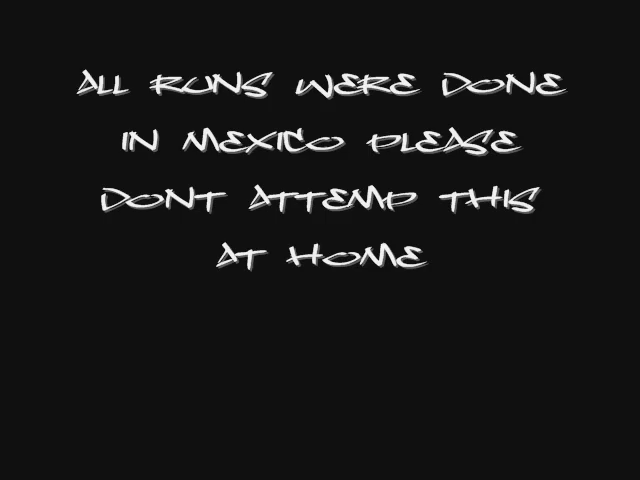 ALL RUNS WERE DONE
IN MEXICO PLEASE
DONT ATTEMP THIS
AT HOME